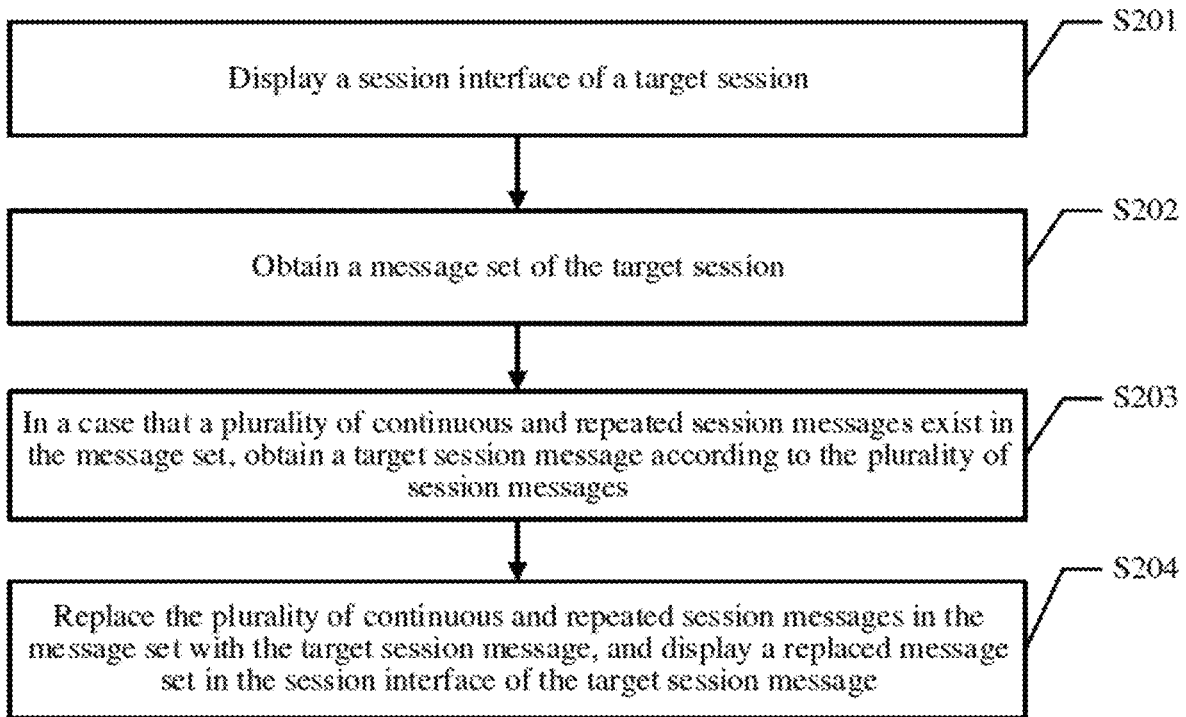 S201
Display a session interface of a target session
S202
Obtain a message set of the target session
S203
In a case that a plurality of continuous and repeated session messages exist in
the message set, obtain a target session message according to the plurality of
session messages
S204
Replace the plurality of continuous and repeated session messages in the
message set with the target session message, and display a replaced message
set in the session interface of the target session message